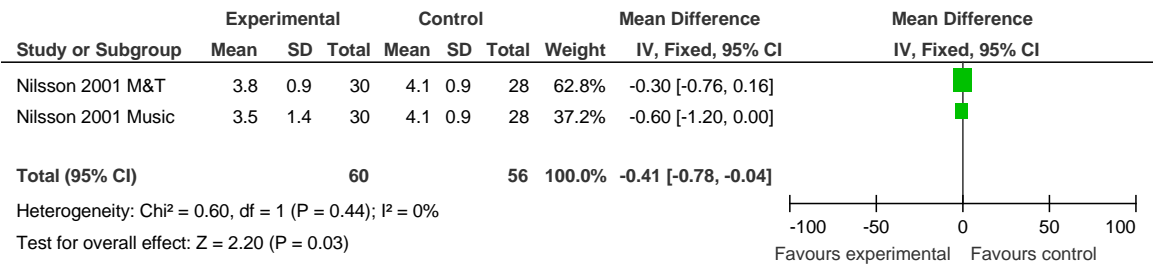 Experimental Control Mean Difference Mean Difference
Study or Subgroup Mean SD Total Mean SD Total Weight IV, Fixed, 95% CI IV, Fixed, 95% CI
Nilsson 2001 M&T 3.8 0.9 30 4.1 0.9 28 62.8% -0.30 [-0.76, 0.16]
Nilsson 2001 Music 3.5 1.4 30 4.1 0.9 28 37.2% -0.60 [-1.20, 0.00]
Total (95% CI) 60 56 100.0% -0.41 [-0.78, -0.04]
Heterogeneity: Chi² = 0.60, df = 1 (P = 0.44); I² = 0%
Test for overall effect: Z = 2.20 (P = 0.03)
-100 -50 0 50 100
Favours experimental Favours control